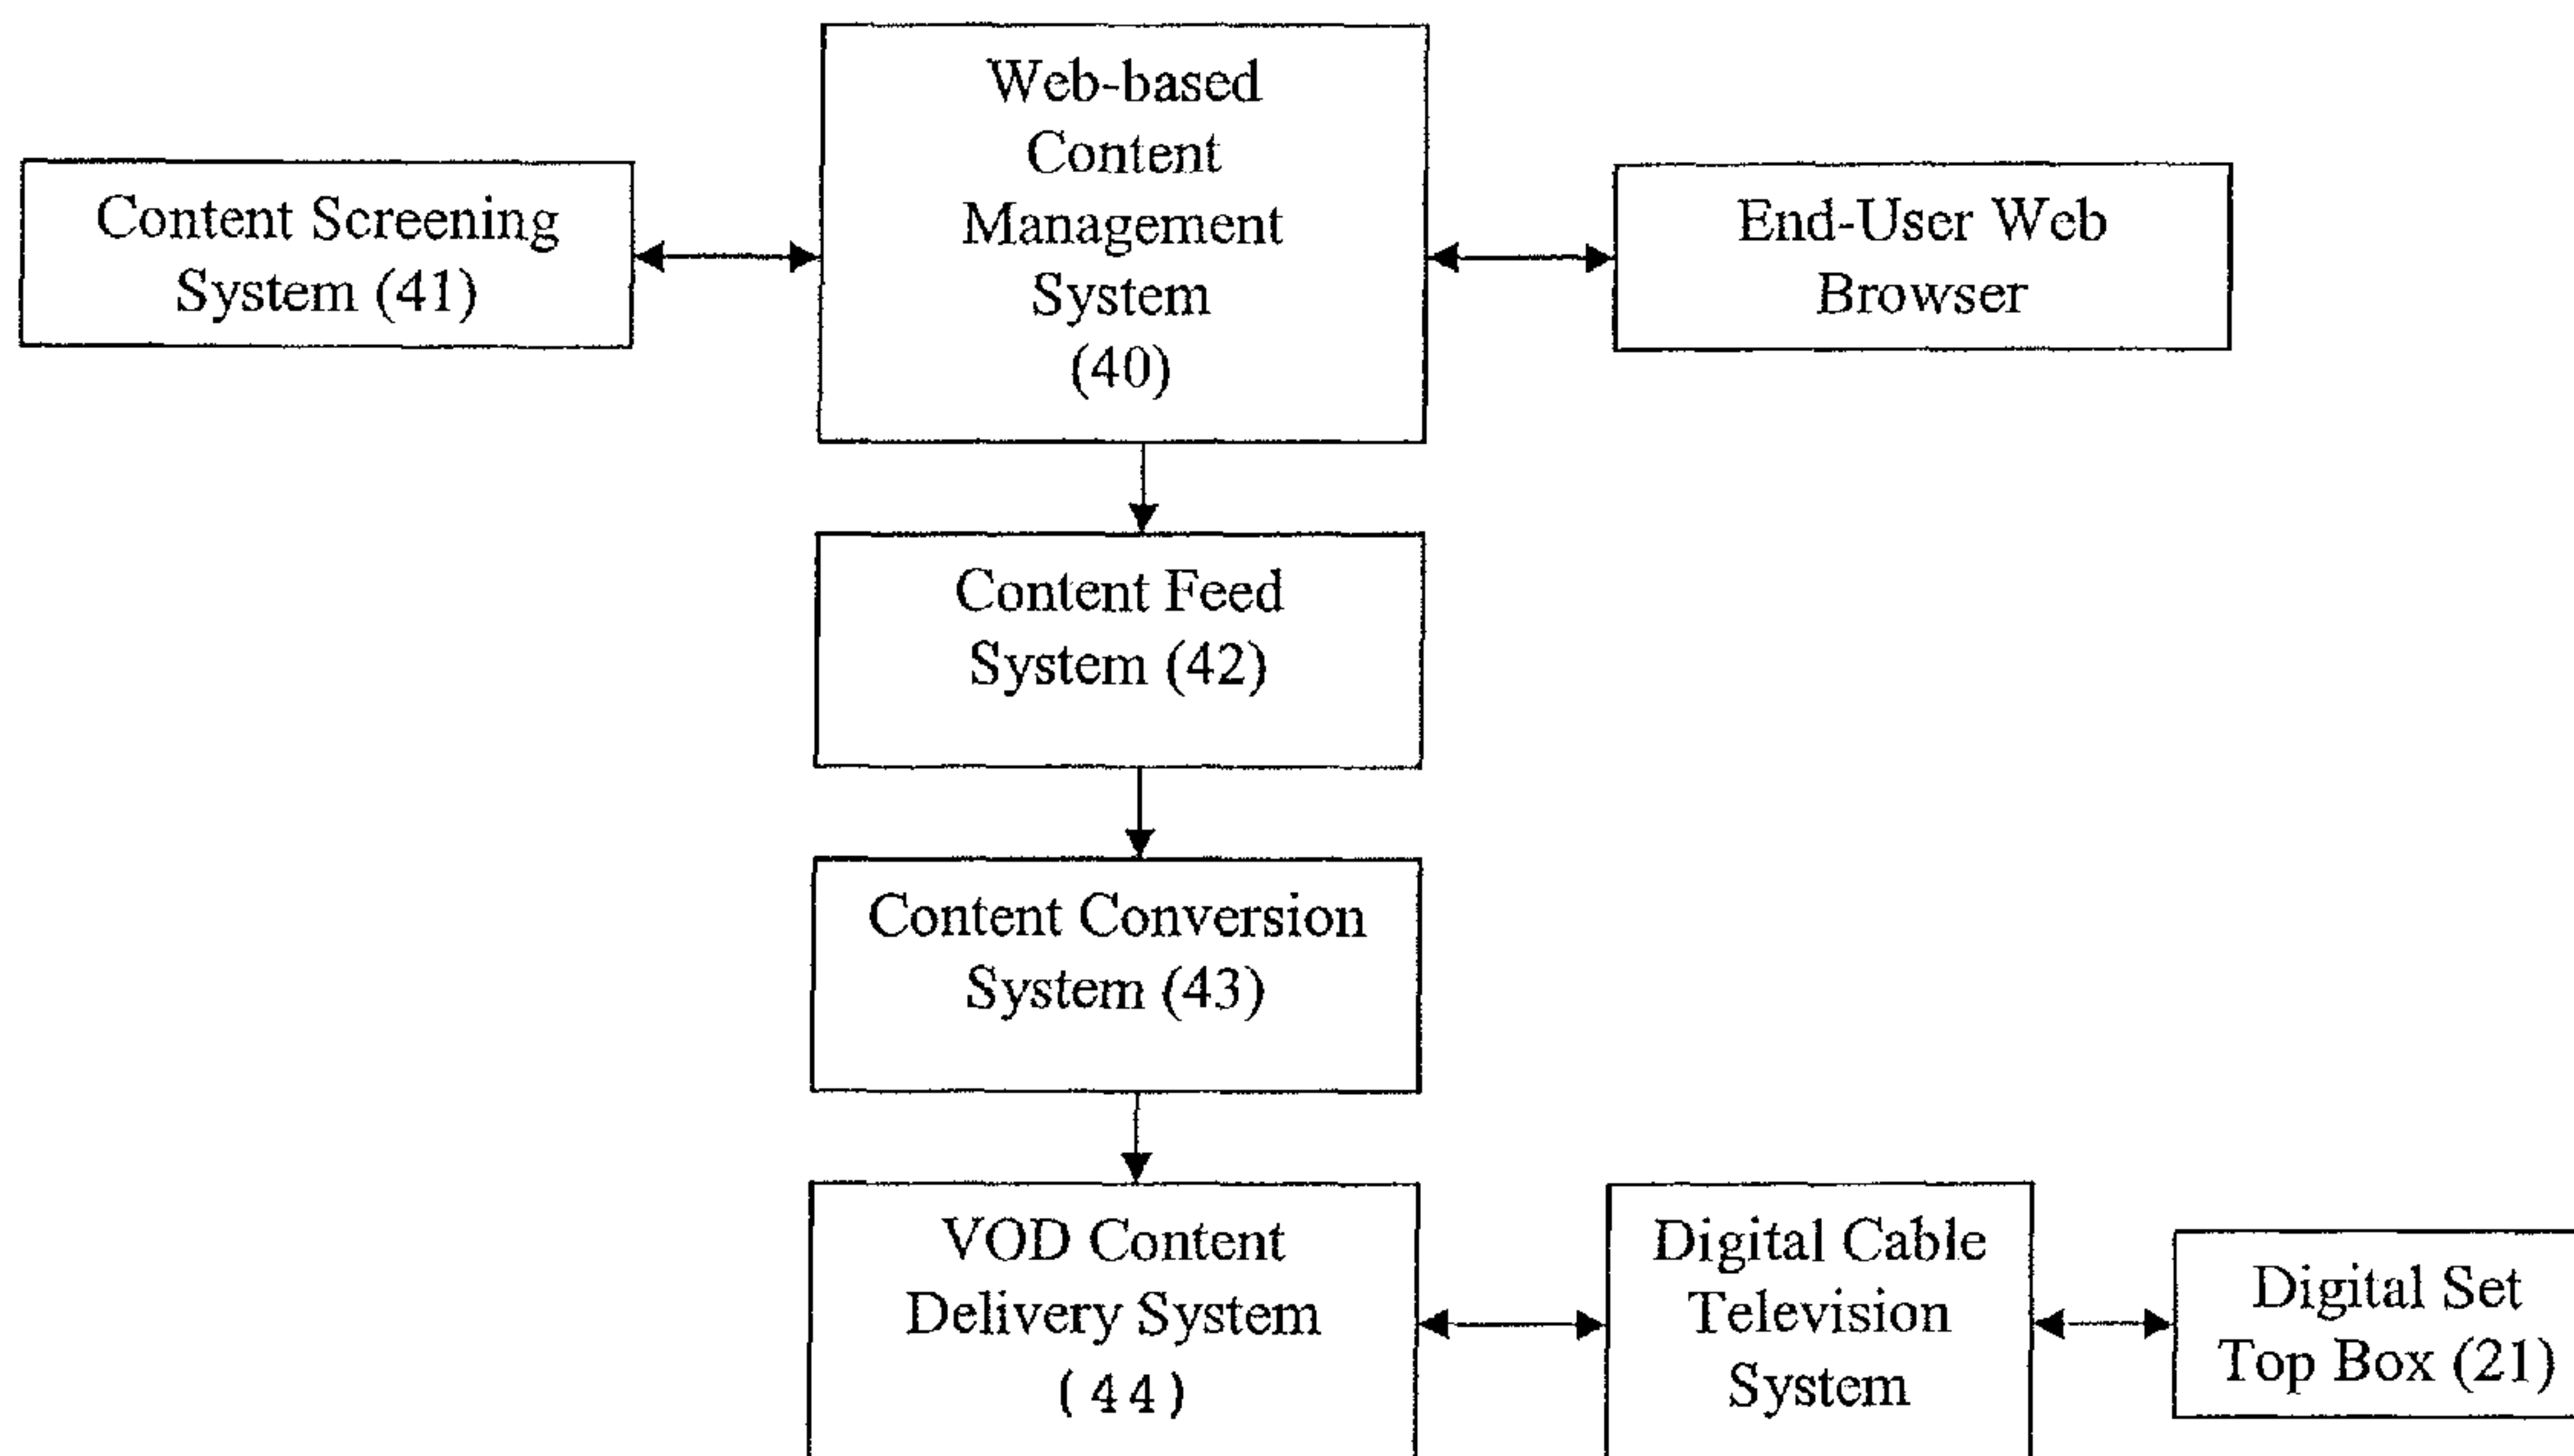 Web-based
Content
Management
System
(40)
Content Screening
System (41)
End-User Web
Browser
Content Feed
System (42)
Content Conversion
System (43)
VOD Content
Delivery System
(44)
Digital Cable
Television
System
Digital Set
Top Box (21)